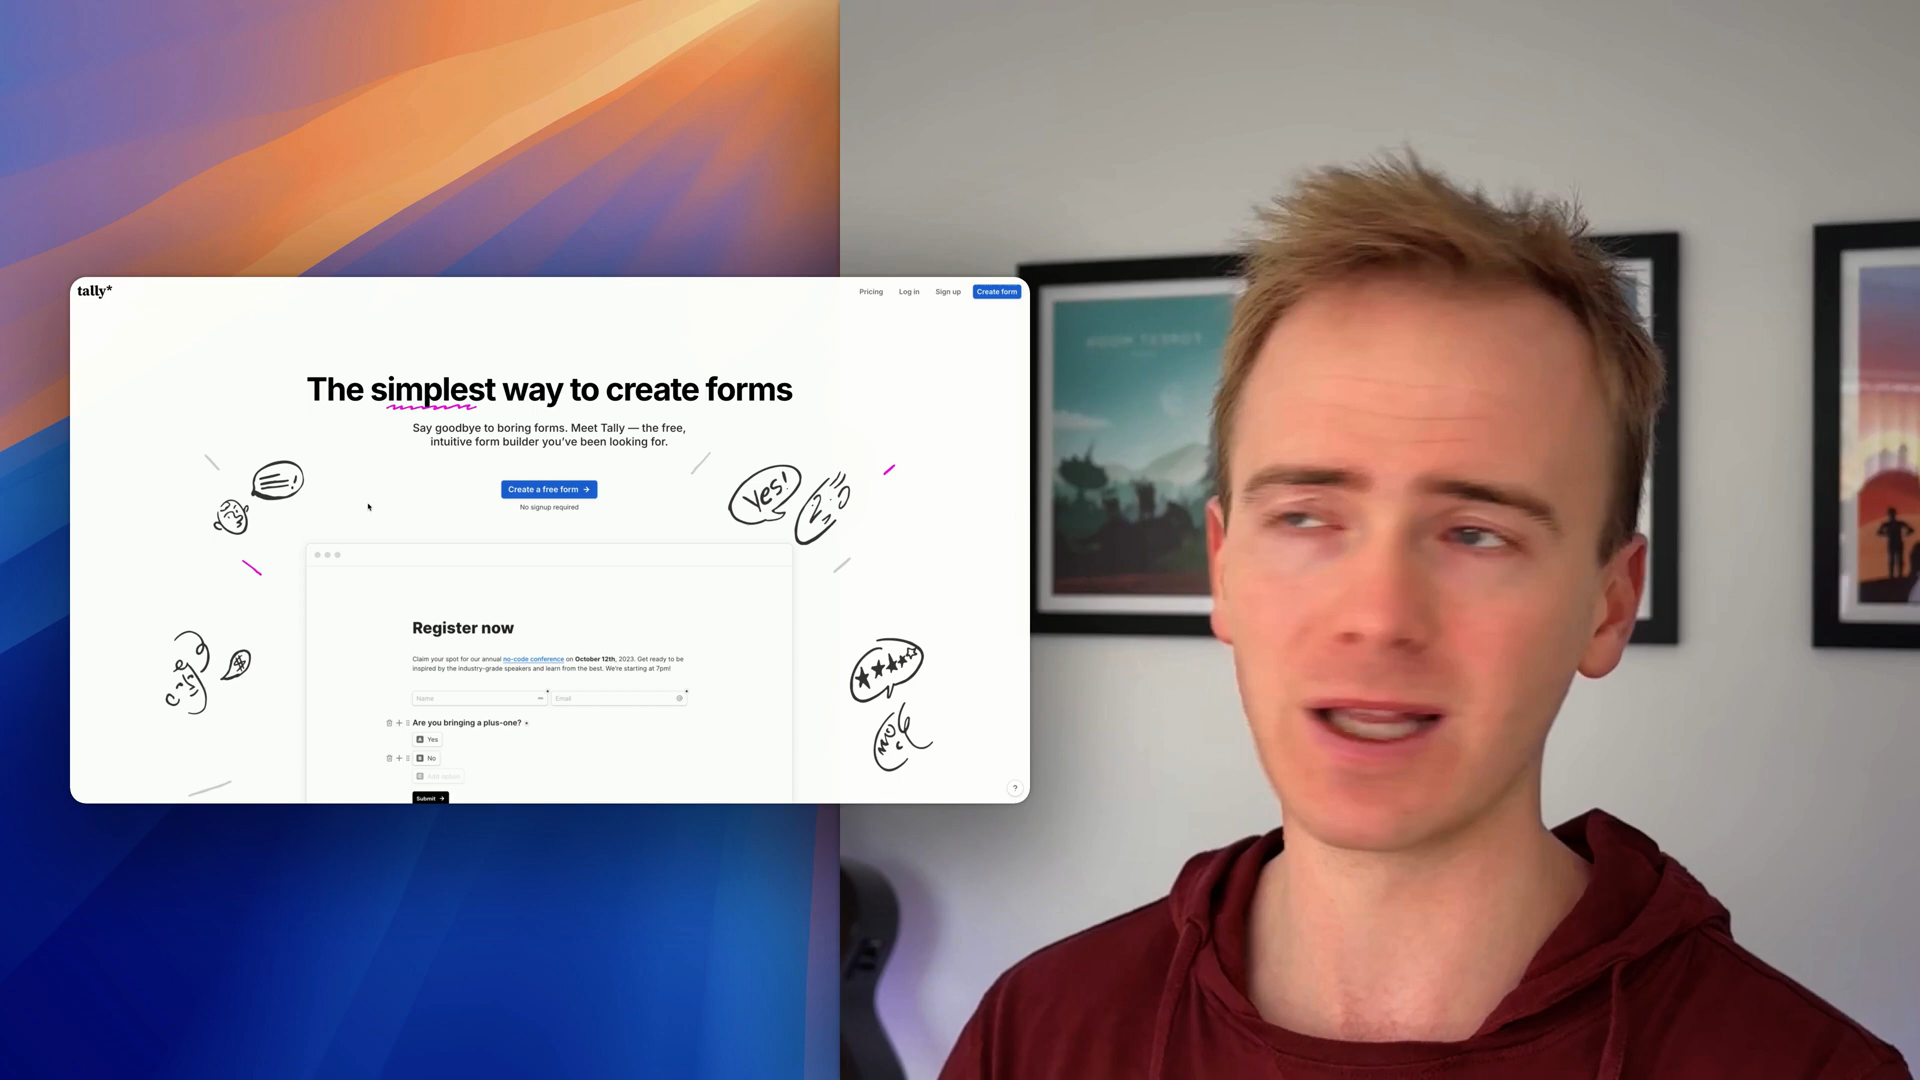 tally*
Pricing
Log in
Sign up
Create form
The simplest way to create forms
Say goodbye to boring forms. Meet Tally — the free,
intuitive form builder you've been looking for.
Create a free form →
No signup required
Yes!
Register now
Claim your spot for our annual no-code conference on October 12th, 2023. Get ready to be
inspired by the industry-grade speakers and learn from the best. We're starting at 7pm!
Name
Email
Are you bringing a plus-one? *
A Yes
B No
Add option
Submit →
$
?